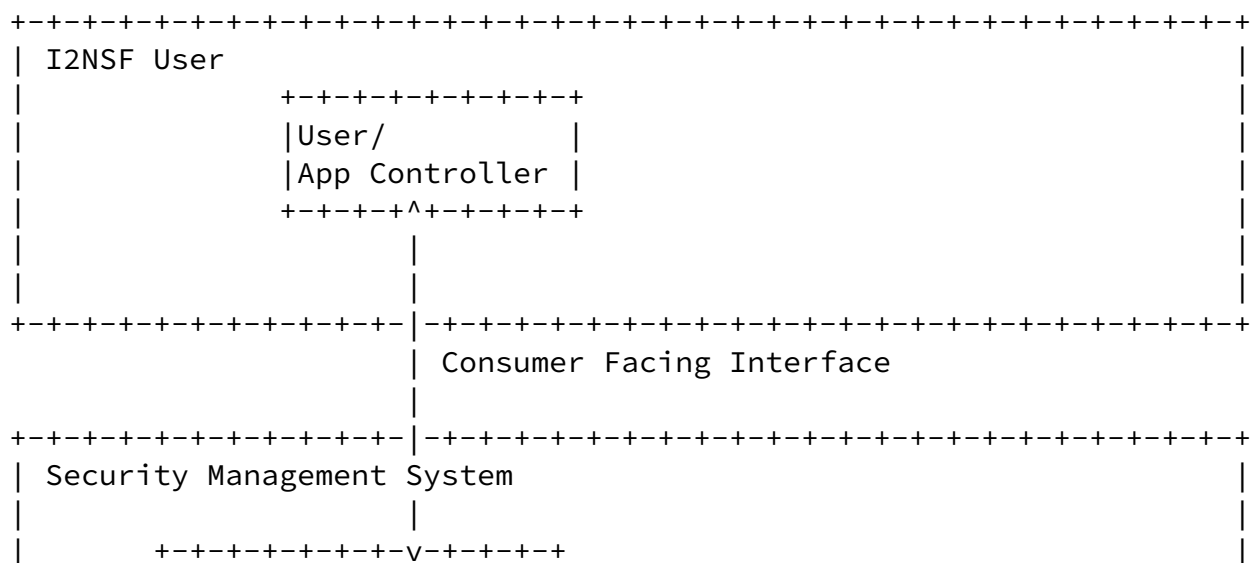 I2NSF User
User/
App Controller
Consumer Facing Interface
Security Management System